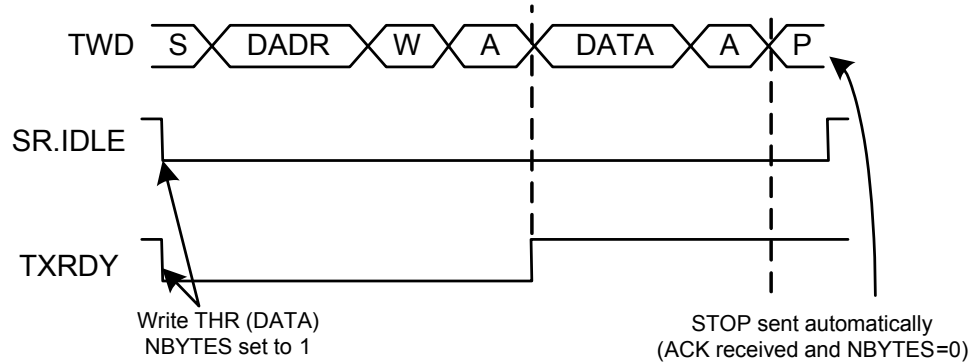 TWD S DADR W A DATA A P
SR.IDLE
TXRDY
Write THR (DATA)
NBYTES set to 1
STOP sent automatically
(ACK received and NBYTES=0)